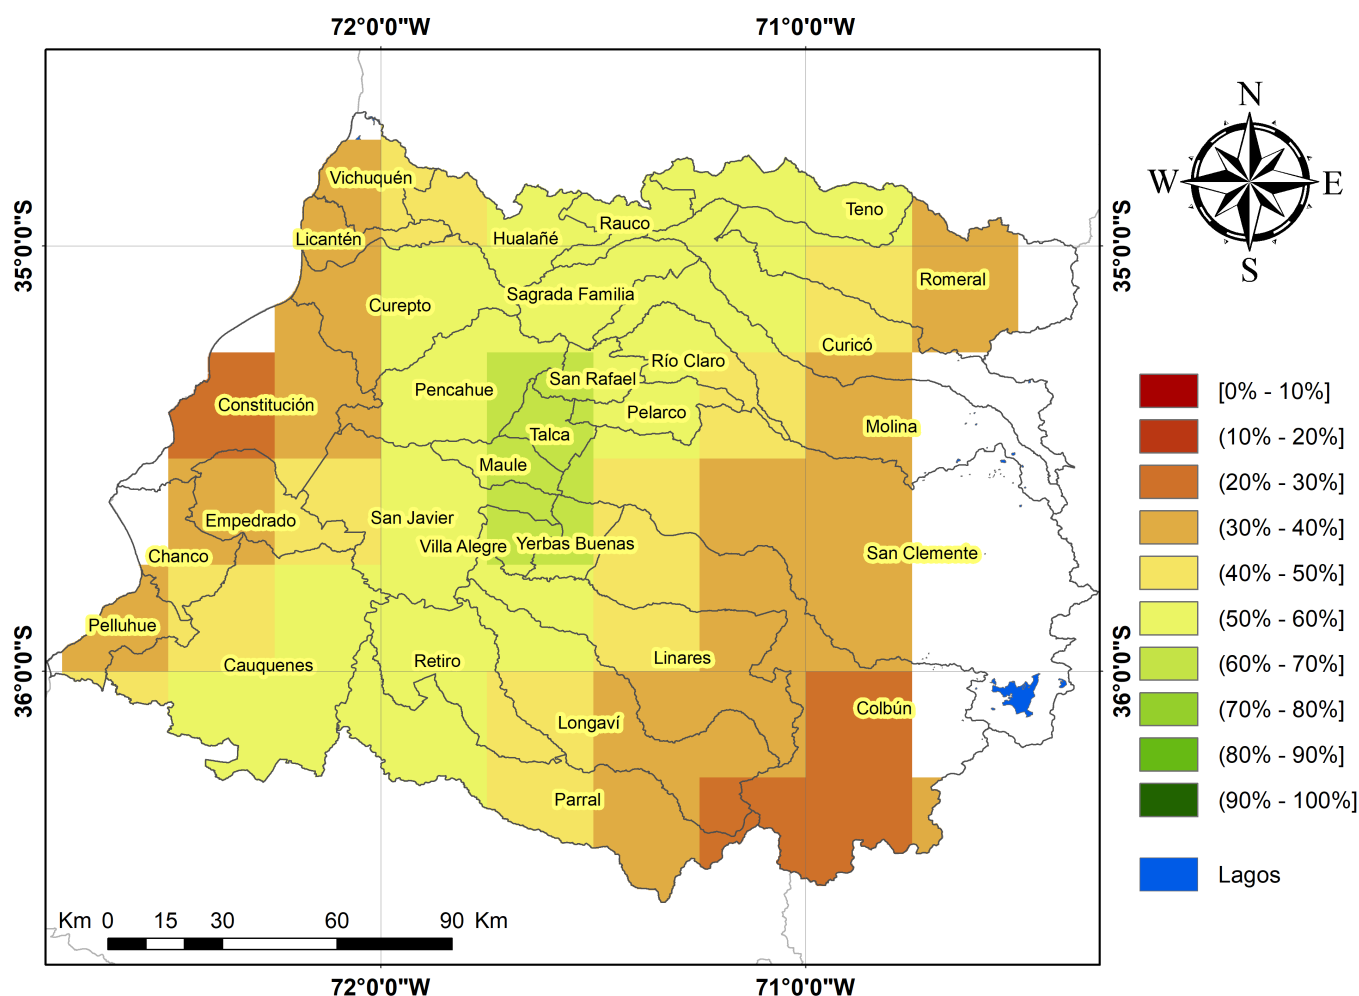 72°0'0"W
71°0'0"W
N
W
E
S
35°0'0"S
35°0'0"S
36°0'0"S
36°0'0"S
Vichuquén
Licantén
Hualañé
Rauco
Teno
Romeral
Curepto
Sagrada Familia
Curicó
Río Claro
San Rafael
Pencahue
Constitución
Pelarco
Molina
Talca
Maule
Empedrado
San Javier
Villa Alegre
Yerbas Buenas
San Clemente
Chanco
Pelluhue
Cauquenes
Retiro
Linares
Colbún
Longaví
Parral
[0% - 10%]
(10% - 20%]
(20% - 30%]
(30% - 40%]
(40% - 50%]
(50% - 60%]
(60% - 70%]
(70% - 80%]
(80% - 90%]
(90% - 100%]
Lagos
Km 0 15 30 60 90 Km
72°0'0"W
71°0'0"W